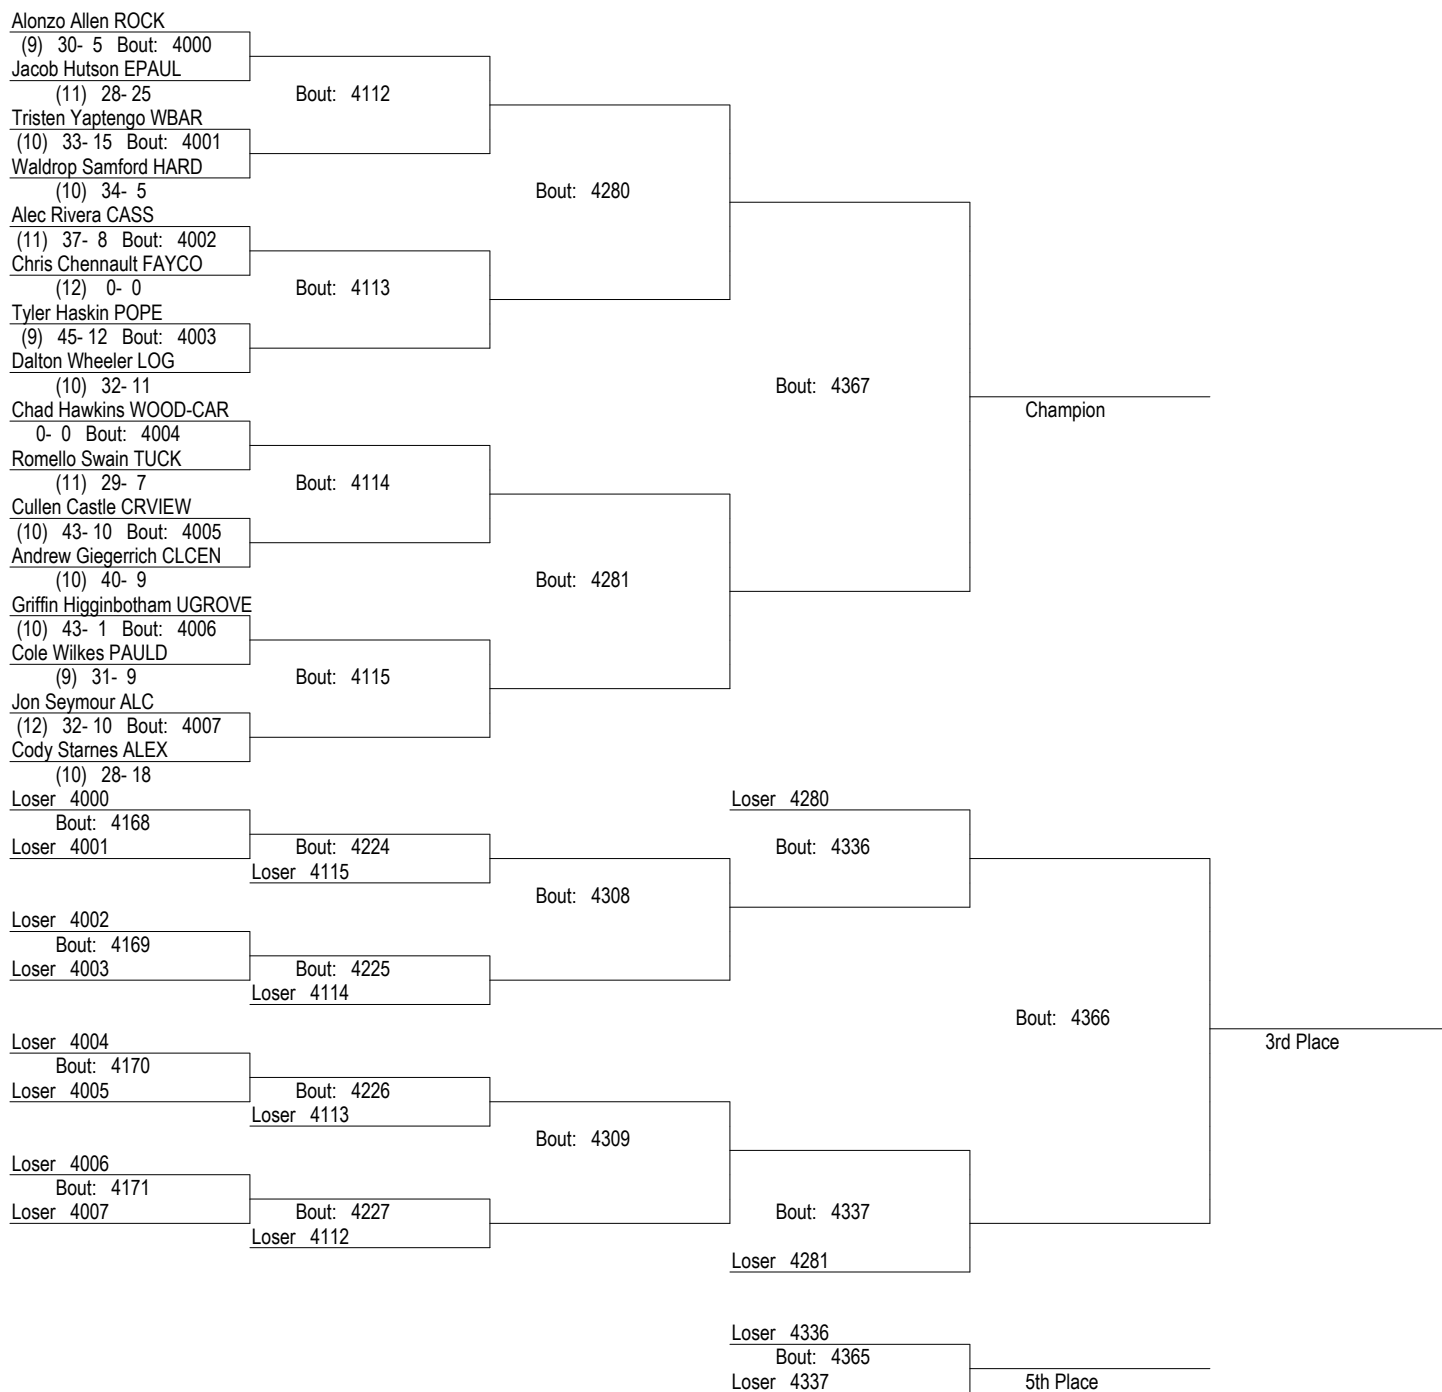 Alonzo Allen ROCK
(9) 30- 5 Bout: 4000
Jacob Hutson EPAUL
(11) 28- 25 Bout: 4112
Tristen Yaptengo WBAR
(10) 33- 15 Bout: 4001
Waldrop Samford HARD
(10) 34- 5 Bout: 4280
Alec Rivera CASS
(11) 37- 8 Bout: 4002
Chris Chennault FAYCO
(12) 0- 0 Bout: 4113
Tyler Haskin POPE
(9) 45- 12 Bout: 4003
Dalton Wheeler LOG
(10) 32- 11 Bout: 4367
Chad Hawkins WOOD-CAR Champion
0- 0 Bout: 4004
Romello Swain TUCK
(11) 29- 7 Bout: 4114
Cullen Castle CRVIEW
(10) 43- 10 Bout: 4005
Andrew Giegerrich CLCEN
(10) 40- 9 Bout: 4281
Griffin Higginbotham UGROVE
(10) 43- 1 Bout: 4006
Cole Wilkes PAULD
(9) 31- 9 Bout: 4115
Jon Seymour ALC
(12) 32- 10 Bout: 4007
Cody Starnes ALEX
(10) 28- 18
Loser 4000 Loser 4280
Bout: 4168
Loser 4001 Bout: 4224 Bout: 4336
Loser 4115
Bout: 4308
Loser 4002
Bout: 4169
Loser 4003 Bout: 4225
Loser 4114
Bout: 4366
Loser 4004 3rd Place
Bout: 4170
Loser 4005 Bout: 4226
Loser 4113
Bout: 4309
Loser 4006
Bout: 4171
Loser 4007 Bout: 4227 Bout: 4337
Loser 4112
Loser 4281
Loser 4336
Bout: 4365
Loser 4337 5th Place